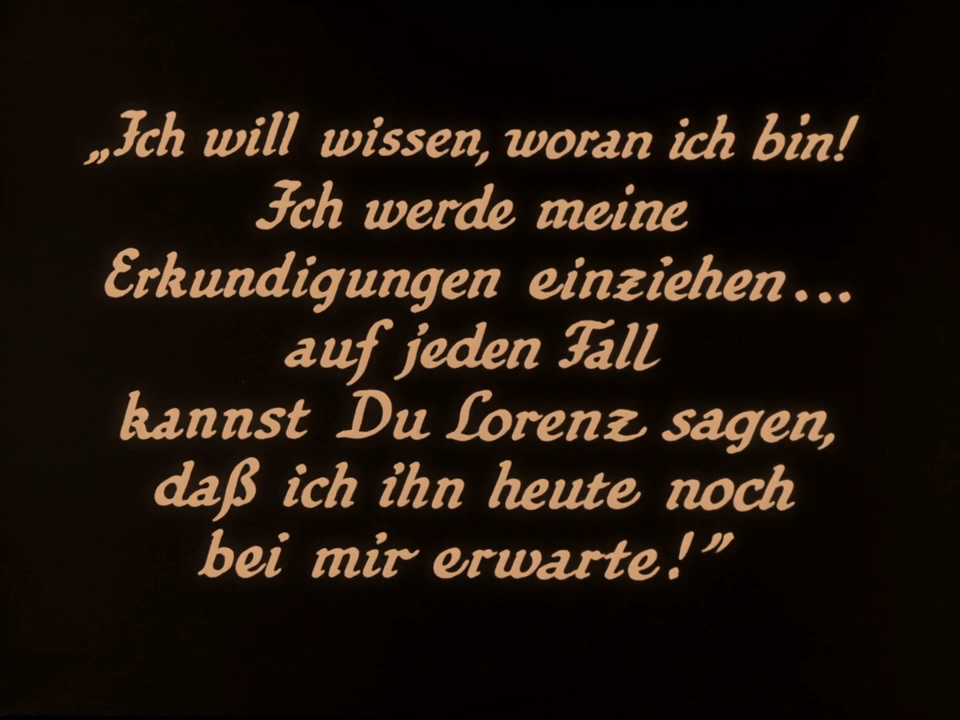 „Ich will wissen, woran ich bin!
Ich werde meine
Erkundigungen einziehen...
auf jeden Fall
kannst Du Lorenz sagen,
daß ich ihn heute noch
bei mir erwarte!”